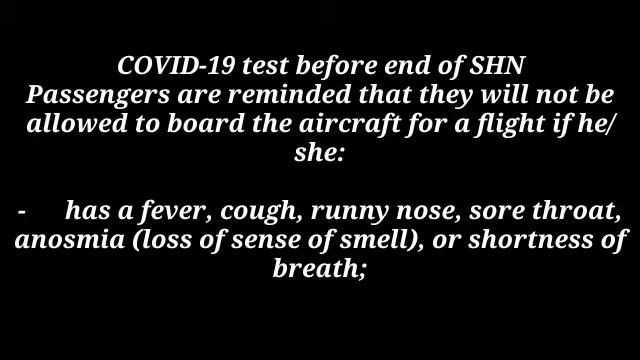 COVID-19 test before end of SHN
Passengers are reminded that they will not be
allowed to board the aircraft for a flight if he/
she:
- has a fever, cough, runny nose, sore throat,
anosmia (loss of sense of smell), or shortness of
breath;